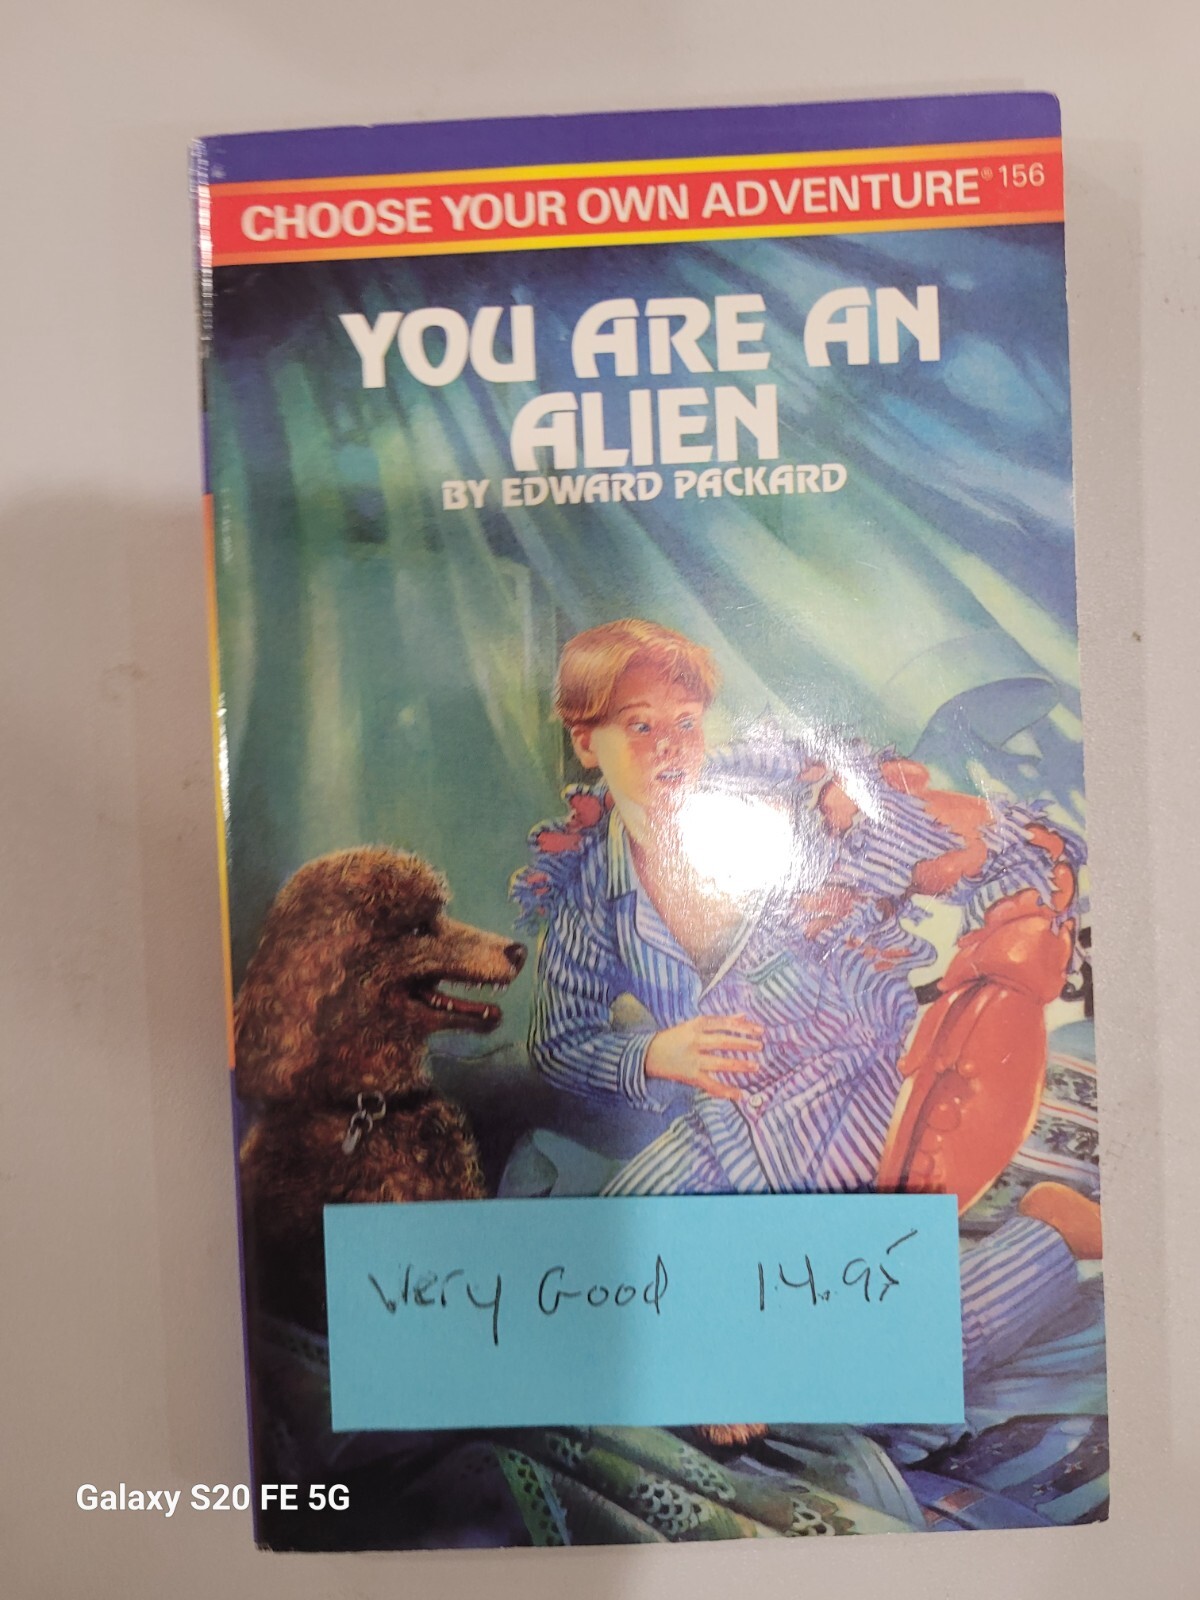 CHOOSE YOUR OWN ADVENTURE® 156
YOU ARE AN
ALIEN
BY EDWARD PACKARD
Very Good 14.95
Galaxy S20 FE 5G